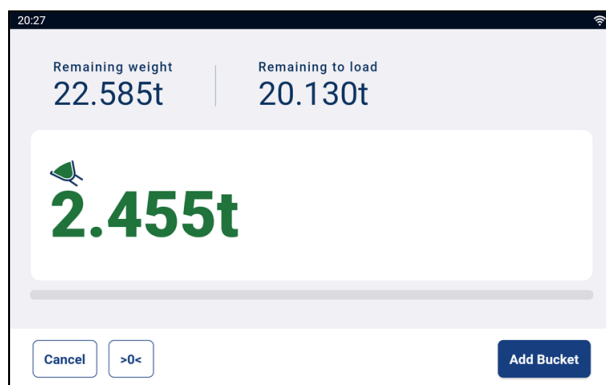 20:27
Remaining weight
22.585t
Remaining to load
20.130t
2.455t
Cancel
>0<
Add Bucket